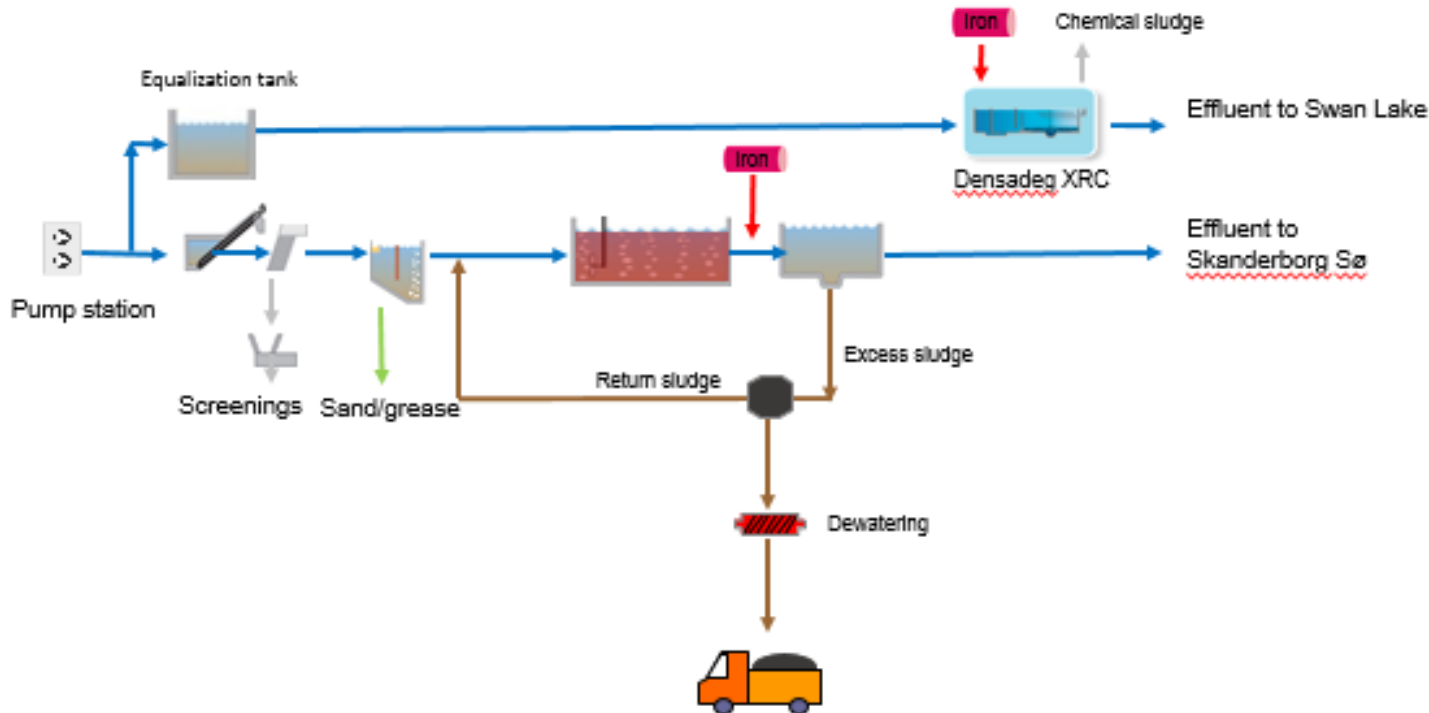 Iron
Chemical sludge
Equalization tank
Effluent to Swan Lake
Iron
Densadeg XRC
Effluent to
Skanderborg Sø
Pump station
Excess sludge
Return sludge
Screenings
Sand/grease
Dewatering